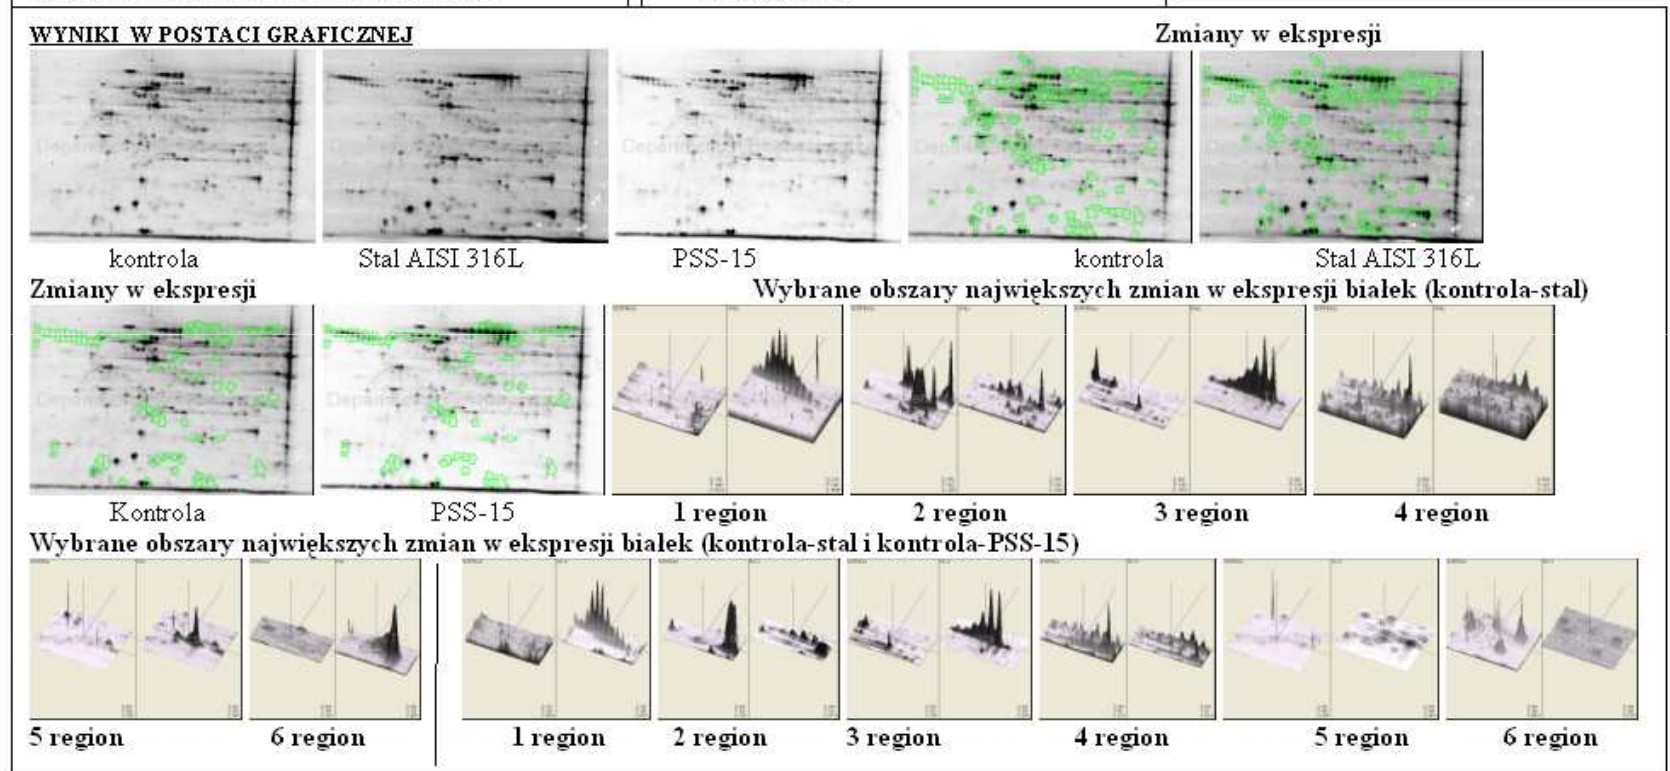 WYNIKI W POSTACI GRAFICZNEJ
Zmiany w ekspresji
kontrola
Stal AISI 316L
PSS-15
kontrola
Stal AISI 316L
Zmiany w ekspresji
Wybrane obszary największych zmian w ekspresji białek (kontrola-stal)
Kontrola
PSS-15
1 region
2 region
3 region
4 region
Wybrane obszary największych zmian w ekspresji białek (kontrola-stal i kontrola-PSS-15)
5 region
6 region
1 region
2 region
3 region
4 region
5 region
6 region